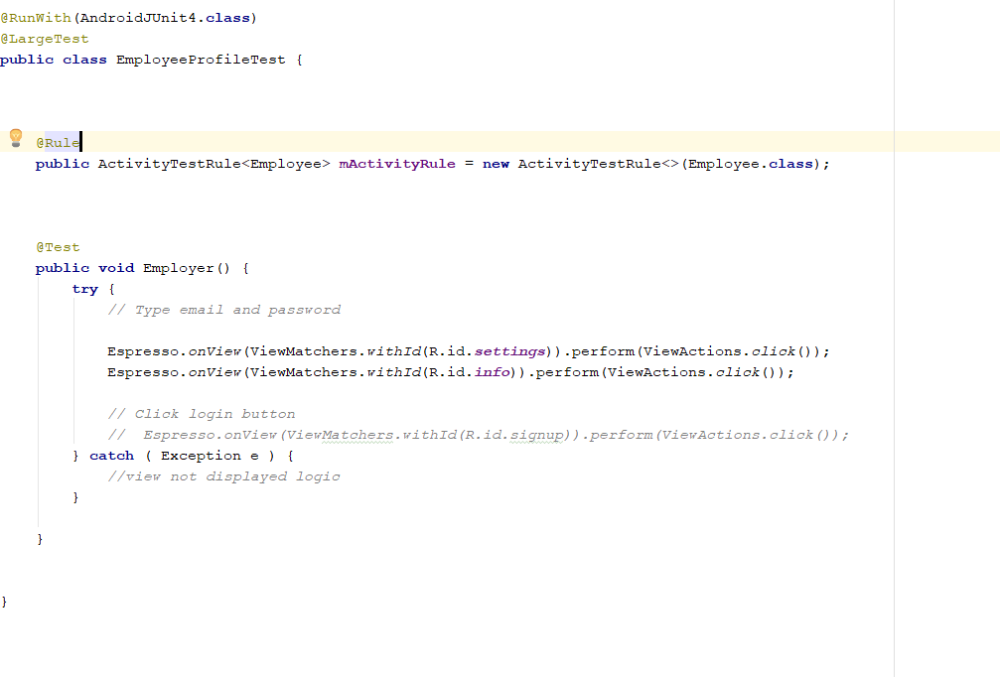 @RunWith(AndroidJUnit4.class)
@LargeTest
public class EmployeeProfileTest {
@Rule
public ActivityTestRule<Employee> mActivityRule = new ActivityTestRule<>(Employee.class);
@Test
public void Employer() {
try {
// Type email and password
Espresso.onView(ViewMatchers.withId(R.id.settings)).perform(ViewActions.click());
Espresso.onView(ViewMatchers.withId(R.id.info)).perform(ViewActions.click());
// Click login button
//  Espresso.onView(ViewMatchers.withId(R.id.signup)).perform(ViewActions.click());
} catch ( Exception e ) {
//view not displayed logic
}
}
}